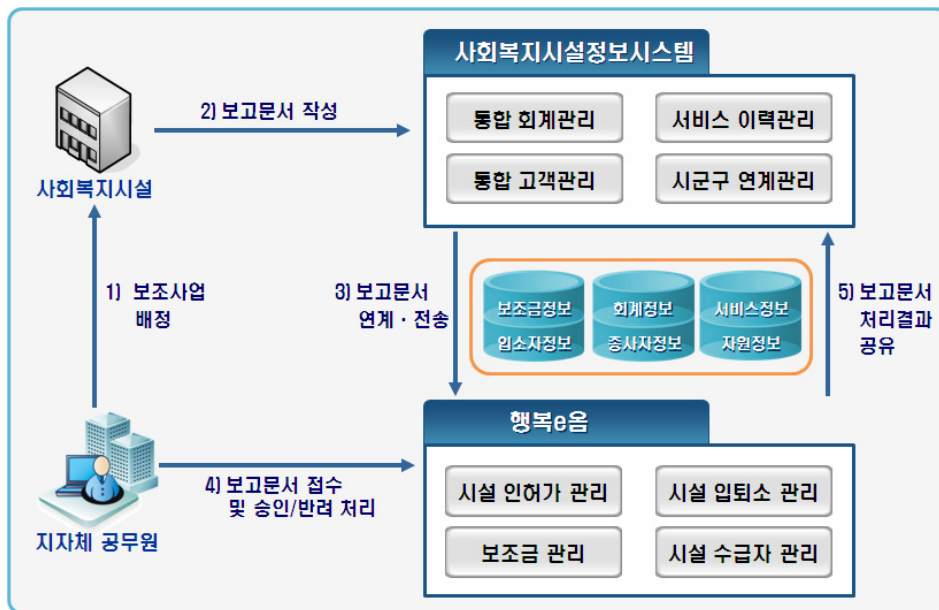 사회복지시설정보시스템
통합 회계관리
서비스 이력관리
통합 고객관리
시군구 연계관리
2) 보고문서 작성
사회복지시설
1) 보조사업
배정
3) 보고문서
연계 · 전송
보조금정보
입소자정보
회계정보
종사자정보
서비스정보
자원정보
5) 보고문서
처리결과
공유
행복e음
시설 인허가 관리
시설 입퇴소 관리
보조금 관리
시설 수급자 관리
4) 보고문서 접수
및 승인/반려 처리
지자체 공무원